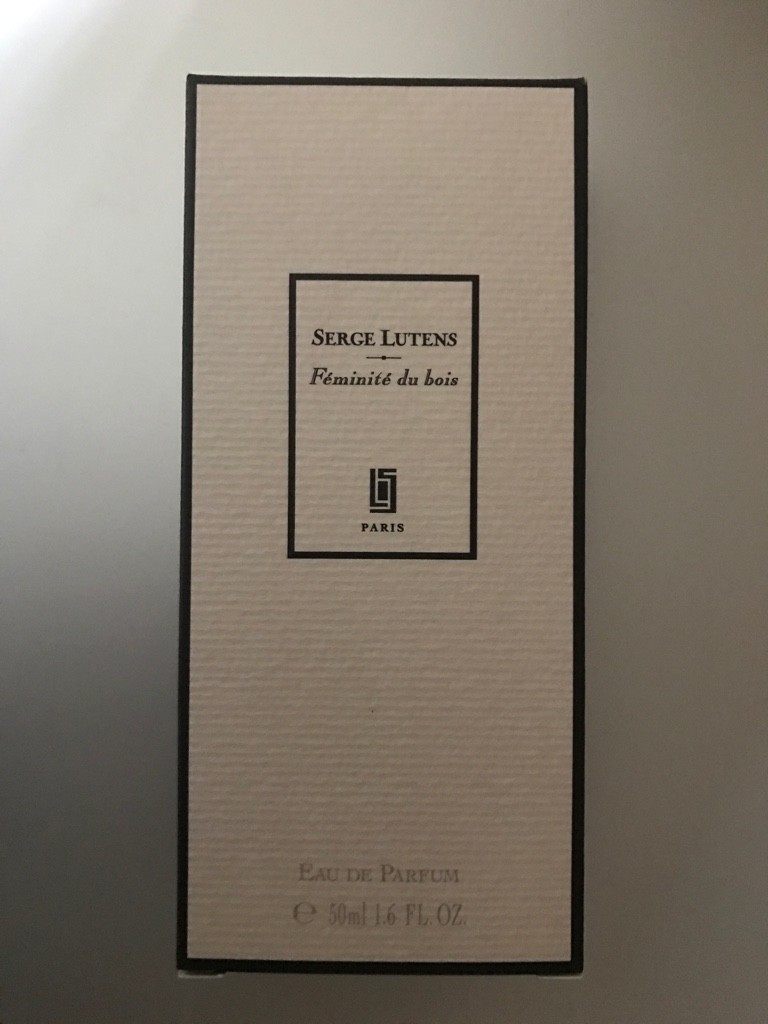 SERGE LUTENS
Féminité du bois
PARIS
EAU DE PARFUM
℮ 50ml 1.6 FL. OZ.